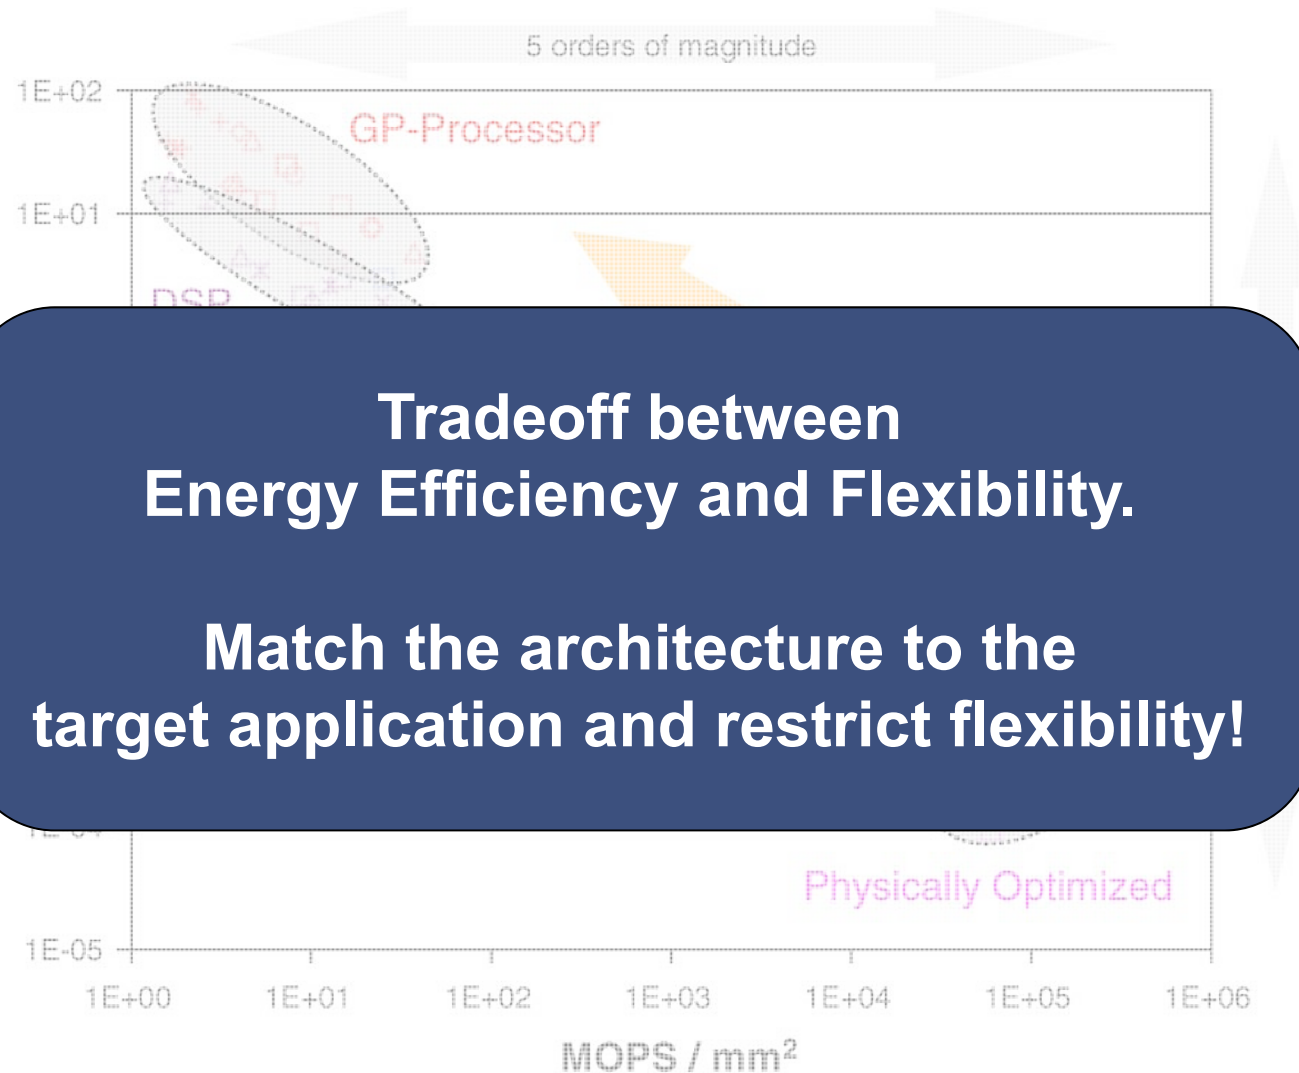 5 orders of magnitude
1E+02
GP-Processor
1E+01
DSP
Tradeoff between
Energy Efficiency and Flexibility.
Match the architecture to the
target application and restrict flexibility!
Physically Optimized
1E-05
1E+00 1E+01 1E+02 1E+03 1E+04 1E+05 1E+06
MOPS / mm²